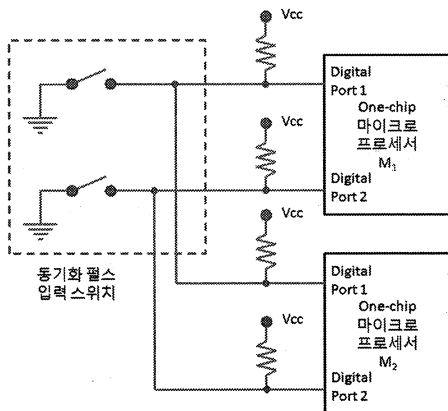 Vcc
Digital
Port 1
One-chip
마이크로
프로세서
M₁
Vcc
Digital
Port 2
동기화 펄스
입력 스위치
Vcc
Digital
Port 1
One-chip
마이크로
프로세서
M₂
Vcc
Digital
Port 2